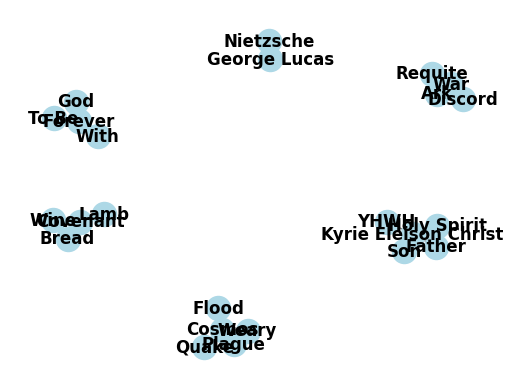 Nietzsche
George Lucas
Requite
War
Ark
Discord
God
To Be
Forever
With
Lamb
Wine
Covenant
Bread
YHWH
Holy Spirit
Kyrie Eleison Christ
Father
Son
Flood
Cosmos
Weary
Plague
Quake